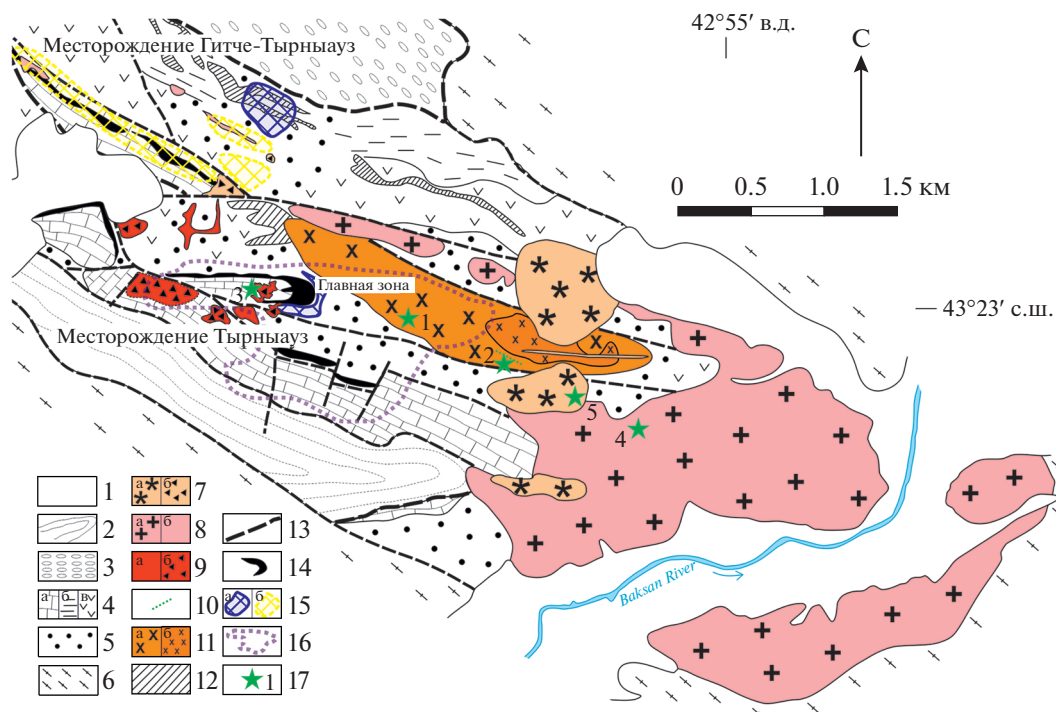 Месторождение Гитче-Тырныауз
42°55′ в.д.
С
0 0.5 1.0 1.5 км
Главная зона
3
1
43°23′ с.ш.
Месторождение Тырныауз
2
5
4
1
а б 7
2
а б 8
13
3
а б 9
14
а б в 4
10
а б 15
5
а б 11
16
6
12
1 17
Baksan River